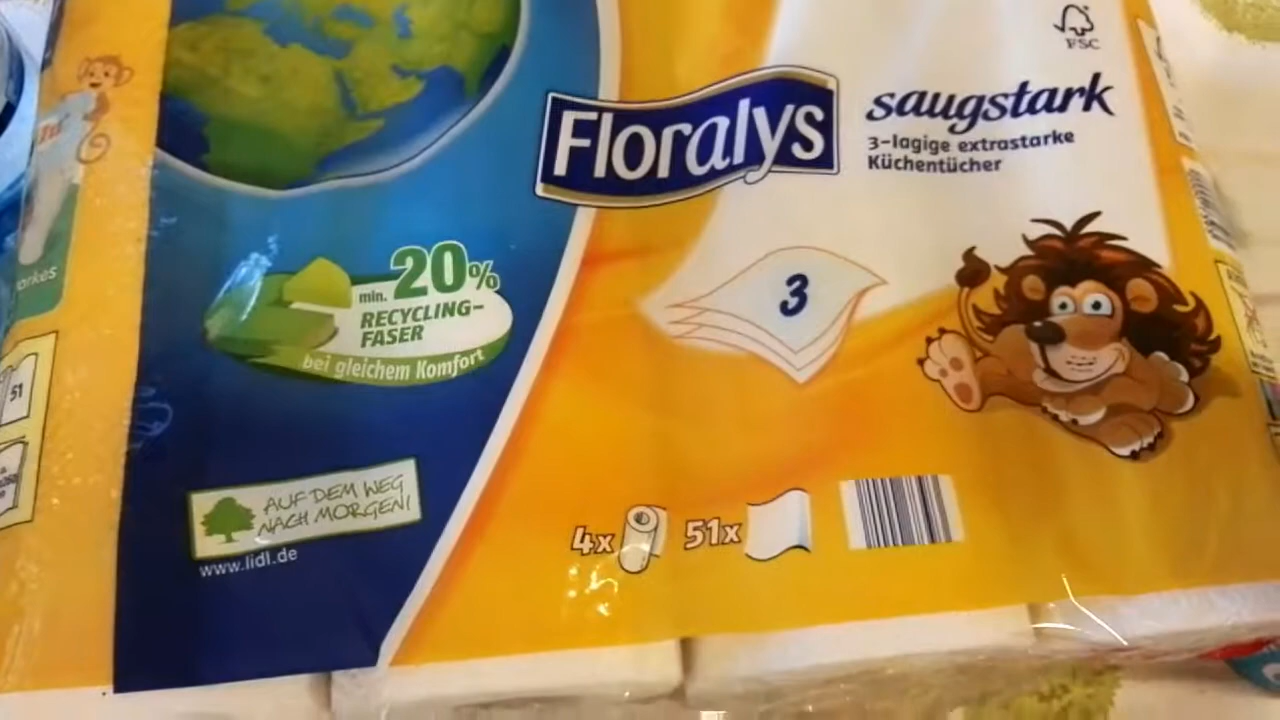 FSC
Floralys
saugstark
3-lagige extrastarke
Küchentücher
min. 20%
RECYCLING-
FASER
bei gleichem Komfort
3
AUF DEM WEG
NACH MORGEN!
www.lidl.de
4x
51x
51